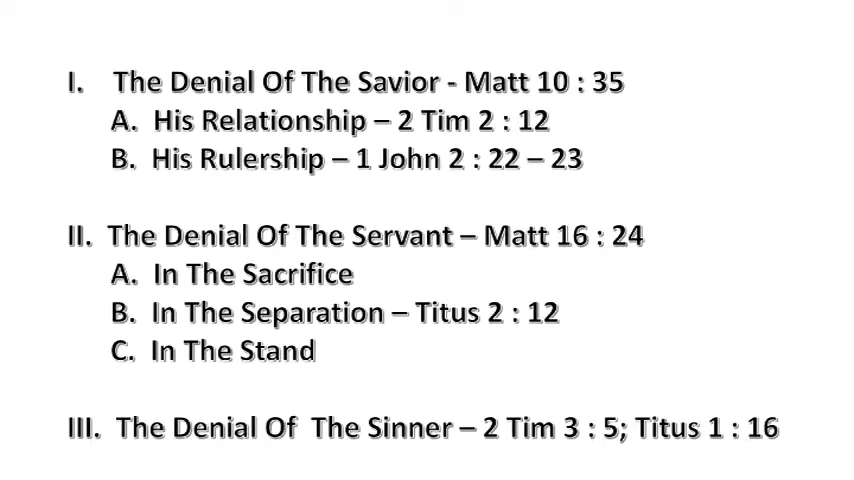 I. The Denial Of The Savior - Matt 10 : 35
A. His Relationship – 2 Tim 2 : 12
B. His Rulership – 1 John 2 : 22 – 23
II. The Denial Of The Servant – Matt 16 : 24
A. In The Sacrifice
B. In The Separation – Titus 2 : 12
C. In The Stand
III. The Denial Of The Sinner – 2 Tim 3 : 5; Titus 1 : 16